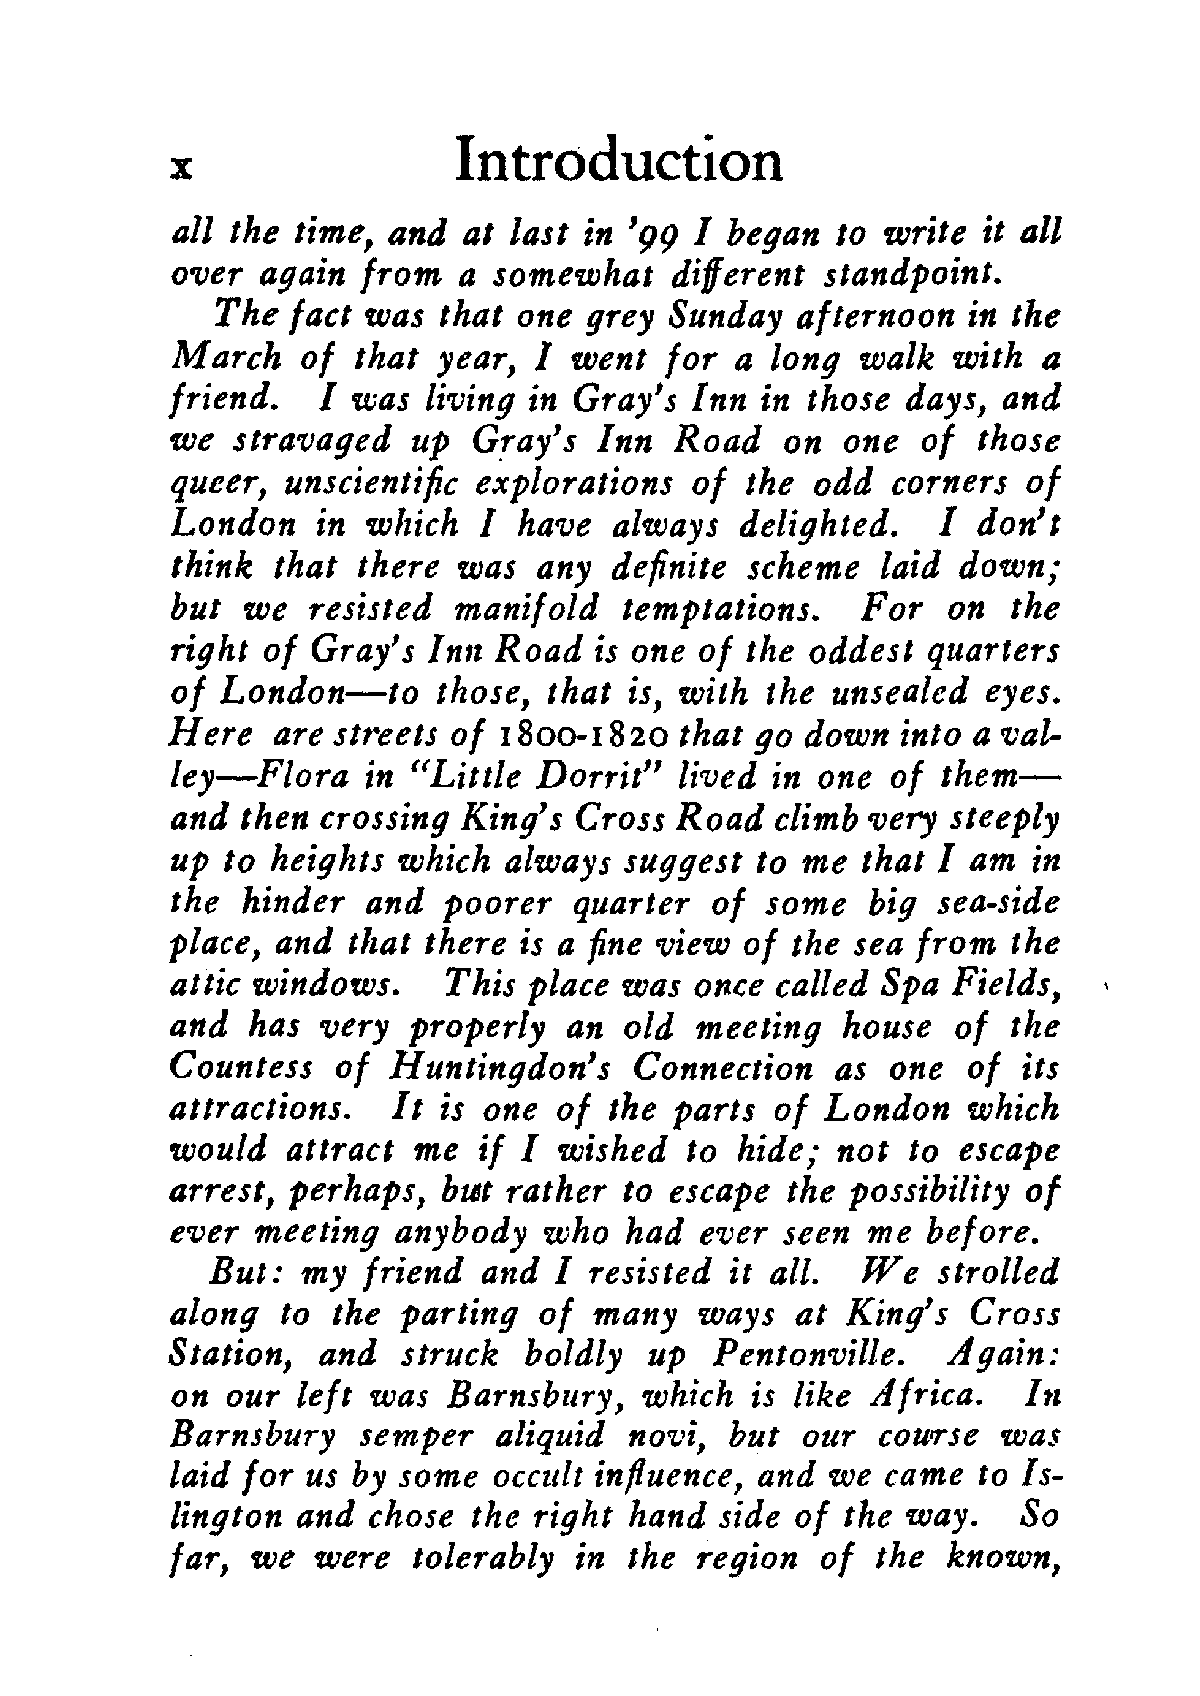 x Introduction
all the time, and at last in '99 I began to write it all
over again from a somewhat different standpoint.
The fact was that one grey Sunday afternoon in the
March of that year, I went for a long walk with a
friend. I was living in Gray's Inn in those days, and
we stravaged up Gray's Inn Road on one of those
queer, unscientific explorations of the odd corners of
London in which I have always delighted. I don't
think that there was any definite scheme laid down;
but we resisted manifold temptations. For on the
right of Gray's Inn Road is one of the oddest quarters
of London—to those, that is, with the unsealed eyes.
Here are streets of 1800-1820 that go down into a val-
ley—Flora in "Little Dorrit" lived in one of them—
and then crossing King's Cross Road climb very steeply
up to heights which always suggest to me that I am in
the hinder and poorer quarter of some big sea-side
place, and that there is a fine view of the sea from the
attic windows. This place was once called Spa Fields,
and has very properly an old meeting house of the
Countess of Huntingdon's Connection as one of its
attractions. It is one of the parts of London which
would attract me if I wished to hide; not to escape
arrest, perhaps, but rather to escape the possibility of
ever meeting anybody who had ever seen me before.
But: my friend and I resisted it all. We strolled
along to the parting of many ways at King's Cross
Station, and struck boldly up Pentonville. Again:
on our left was Barnsbury, which is like Africa. In
Barnsbury semper aliquid novi, but our course was
laid for us by some occult influence, and we came to Is-
lington and chose the right hand side of the way. So
far, we were tolerably in the region of the known,